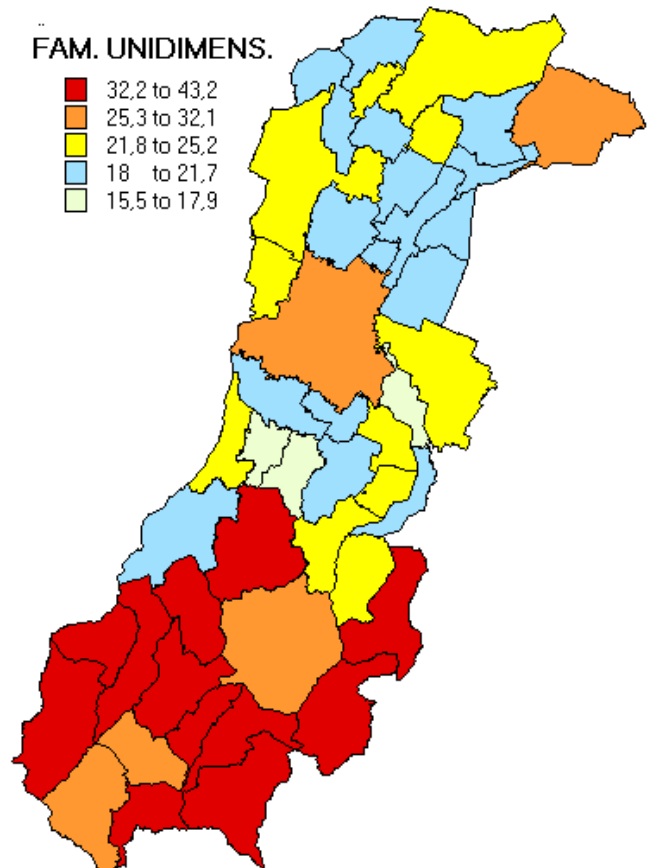 ..
FAM. UNIDIMENS.
32,2 to 43,2
25,3 to 32,1
21,8 to 25,2
18 to 21,7
15,5 to 17,9